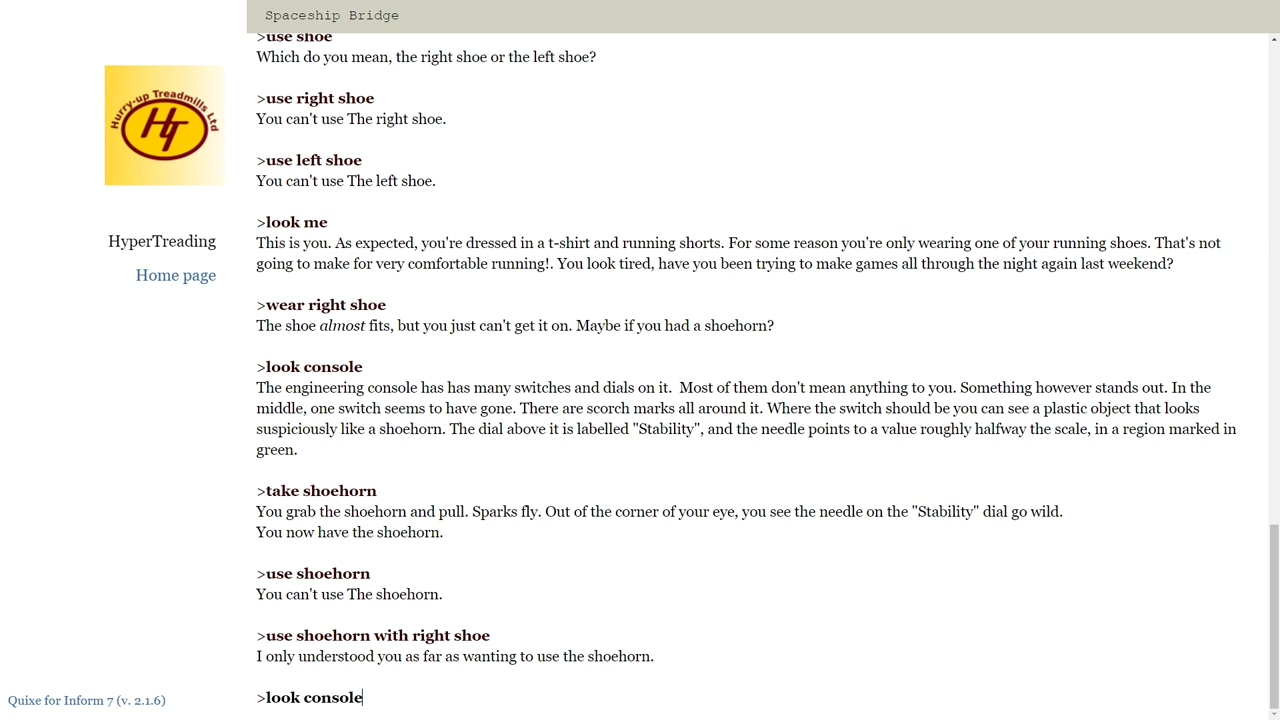 Spaceship Bridge
>use shoe
Which do you mean, the right shoe or the left shoe?
>use right shoe
You can't use The right shoe.
>use left shoe
You can't use The left shoe.
>look me
This is you. As expected, you're dressed in a t-shirt and running shorts. For some reason you're only wearing one of your running shoes. That's not
going to make for very comfortable running!. You look tired, have you been trying to make games all through the night again last weekend?
>wear right shoe
The shoe almost fits, but you just can't get it on. Maybe if you had a shoehorn?
>look console
The engineering console has has many switches and dials on it.  Most of them don't mean anything to you. Something however stands out. In the
middle, one switch seems to have gone. There are scorch marks all around it. Where the switch should be you can see a plastic object that looks
suspiciously like a shoehorn. The dial above it is labelled "Stability", and the needle points to a value roughly halfway the scale, in a region marked in
green.
>take shoehorn
You grab the shoehorn and pull. Sparks fly. Out of the corner of your eye, you see the needle on the "Stability" dial go wild.
You now have the shoehorn.
>use shoehorn
You can't use The shoehorn.
>use shoehorn with right shoe
I only understood you as far as wanting to use the shoehorn.
>look console
Hurry-up Treadmills Ltd
HT
HyperTreading
Home page
Quixe for Inform 7 (v. 2.1.6)